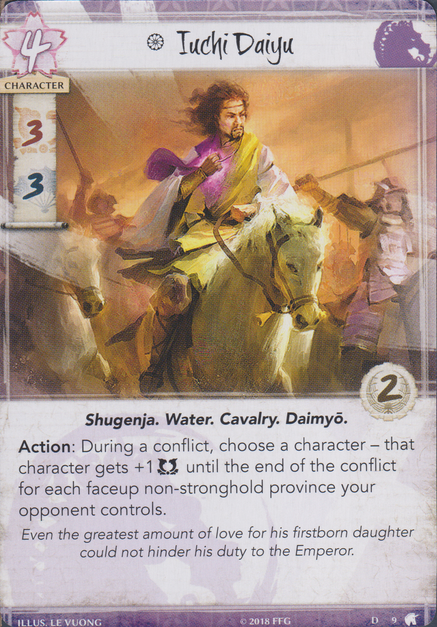 4
Iuchi Daiyu
CHARACTER
3
3
2
Shugenja. Water. Cavalry. Daimyō.
Action: During a conflict, choose a character – that
character gets +1 until the end of the conflict
for each faceup non-stronghold province your
opponent controls.
Even the greatest amount of love for his firstborn daughter
could not hinder his duty to the Emperor.
ILLUS. LE VUONG
© 2018 FFG
D 9